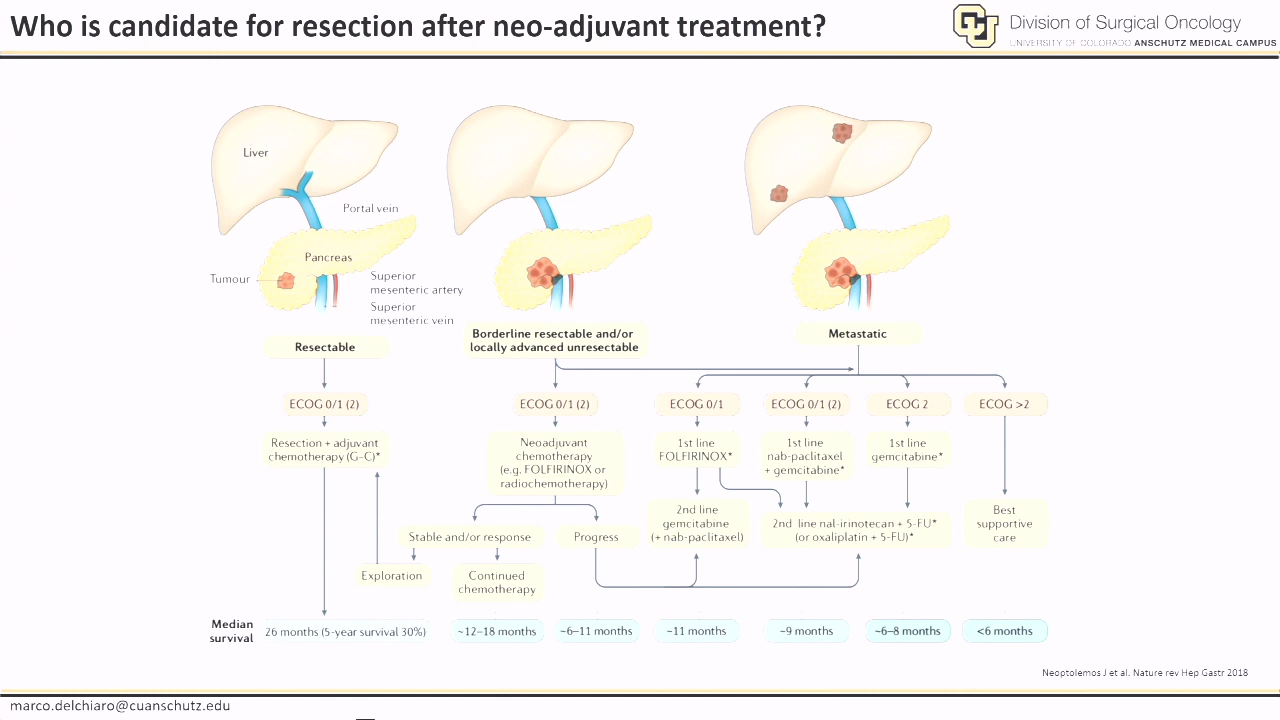 Who is candidate for resection after neo-adjuvant treatment?
Division of Surgical Oncology
UNIVERSITY OF COLORADO ANSCHUTZ MEDICAL CAMPUS
Liver
Portal vein
Pancreas
Tumour
Superior
mesenteric artery
Superior
mesenteric vein
Resectable
Borderline resectable and/or
locally advanced unresectable
Metastatic
ECOG 0/1 (2)
ECOG 0/1 (2)
ECOG 0/1
ECOG 0/1 (2)
ECOG 2
ECOG >2
Resection + adjuvant
chemotherapy (G–C)*
Neoadjuvant
chemotherapy
(e.g. FOLFIRINOX or
radiochemotherapy)
1st line
FOLFIRINOX*
1st line
nab-paclitaxel
+ gemcitabine*
1st line
gemcitabine*
2nd line
gemcitabine
(+ nab-paclitaxel)
2nd line nal-irinotecan + 5-FU*
(or oxaliplatin + 5-FU)*
Best
supportive
care
Stable and/or response
Progress
Exploration
Continued
chemotherapy
Median
survival
26 months (5-year survival 30%)
~12–18 months
~6–11 months
~11 months
~9 months
~6–8 months
<6 months
Neoptolemos J et al. Nature rev Hep Gastr 2018
marco.delchiaro@cuanschutz.edu